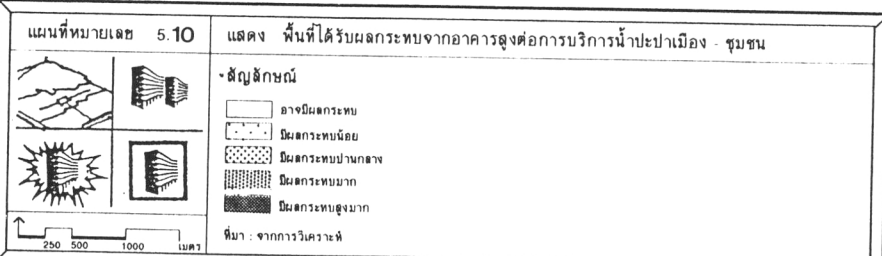 แผนที่หมายเลข 5.10
แสดง พื้นที่ได้รับผลกระทบจากอาคารสูงต่อการบริการน้ำปะปาเมือง - ชุมชน
สัญลักษณ์
อาจมีผลกระทบ
มีผลกระทบน้อย
มีผลกระทบปานกลาง
มีผลกระทบมาก
มีผลกระทบสูงมาก
ที่มา : จากการวิเคราะห์
250 500 1000 เมตร